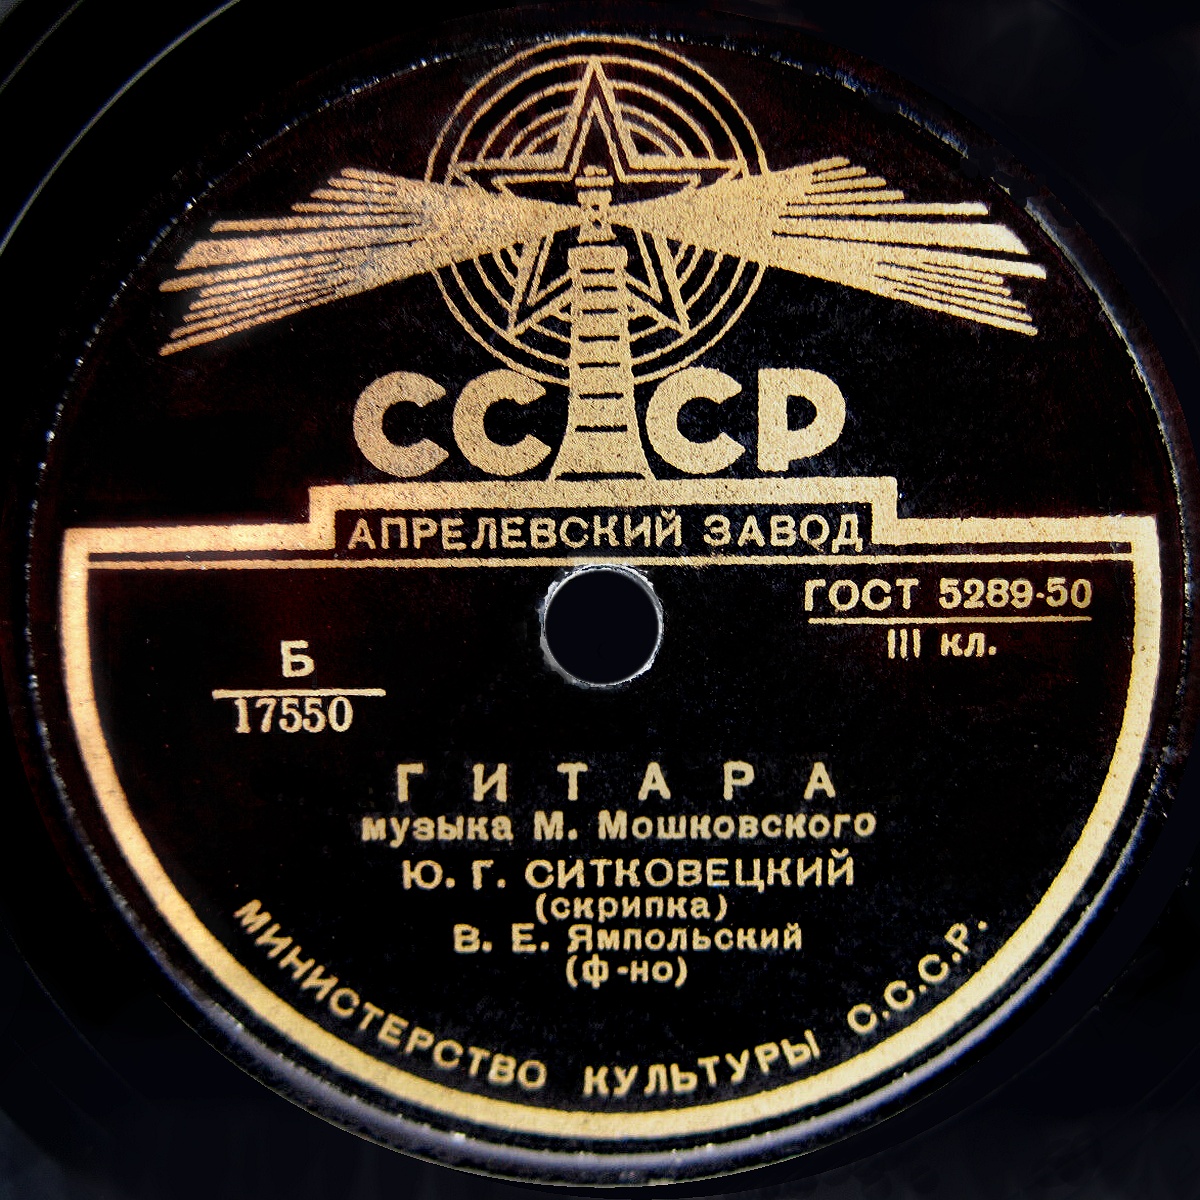 СССР
АПРЕЛЕВСКИЙ ЗАВОД
ГОСТ 5289-50
III кл.
Б
17550
ГИТАРА
музыка М. Мошковского
Ю. Г. СИТКОВЕЦКИЙ
(скрипка)
В. Е. Ямпольский
(ф-но)
МИНИСТЕРСТВО КУЛЬТУРЫ С.С.С.Р.